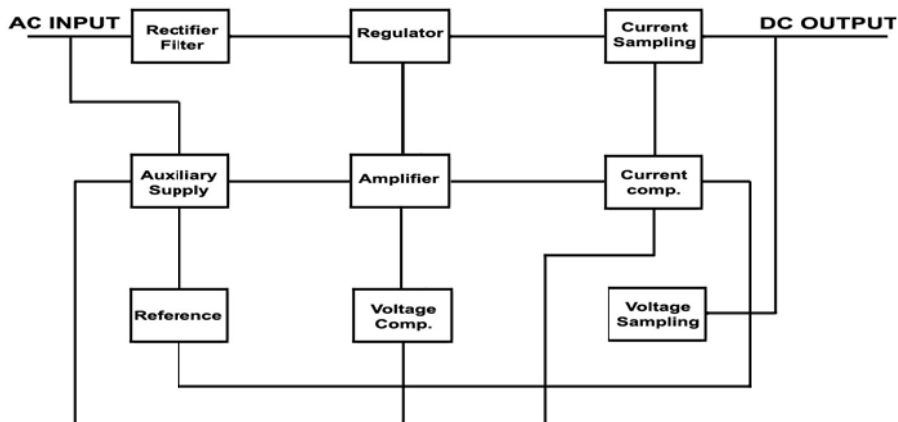 AC INPUT
Rectifier
Filter
Regulator
Current
Sampling
DC OUTPUT
Auxiliary
Supply
Amplifier
Current
comp.
Reference
Voltage
Comp.
Voltage
Sampling